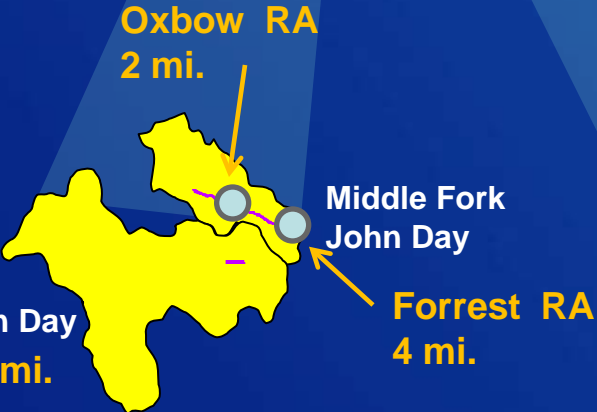 Oxbow RA
2 mi.
Middle Fork
John Day
Forrest RA
4 mi.
Day
mi.